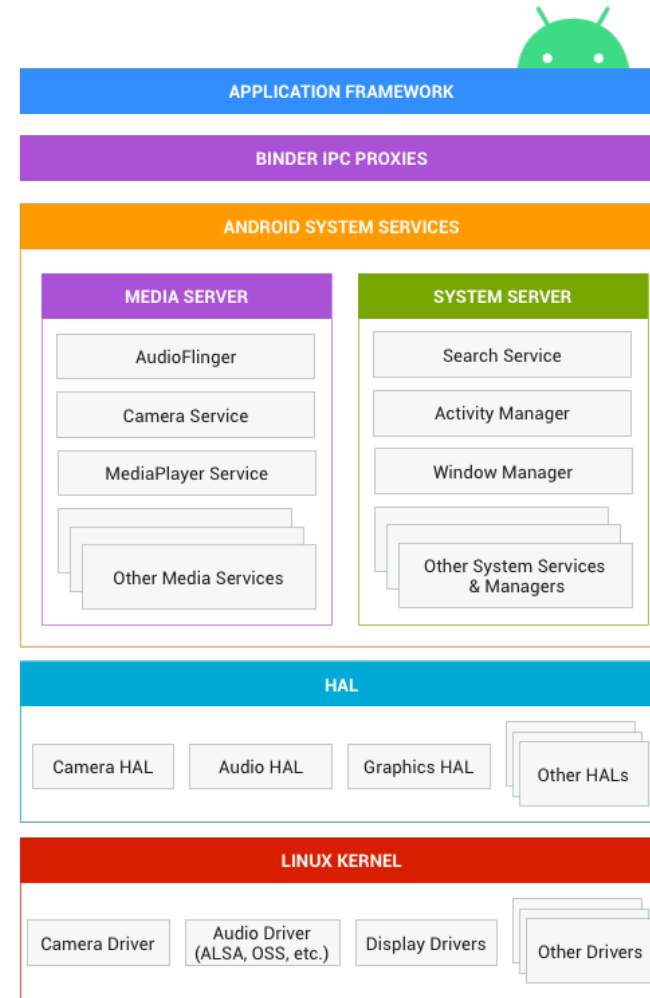 APPLICATION FRAMEWORK
BINDER IPC PROXIES
ANDROID SYSTEM SERVICES
MEDIA SERVER
AudioFlinger
Camera Service
MediaPlayer Service
Other Media Services
SYSTEM SERVER
Search Service
Activity Manager
Window Manager
Other System Services
& Managers
HAL
Camera HAL
Audio HAL
Graphics HAL
Other HALs
LINUX KERNEL
Camera Driver
Audio Driver
(ALSA, OSS, etc.)
Display Drivers
Other Drivers